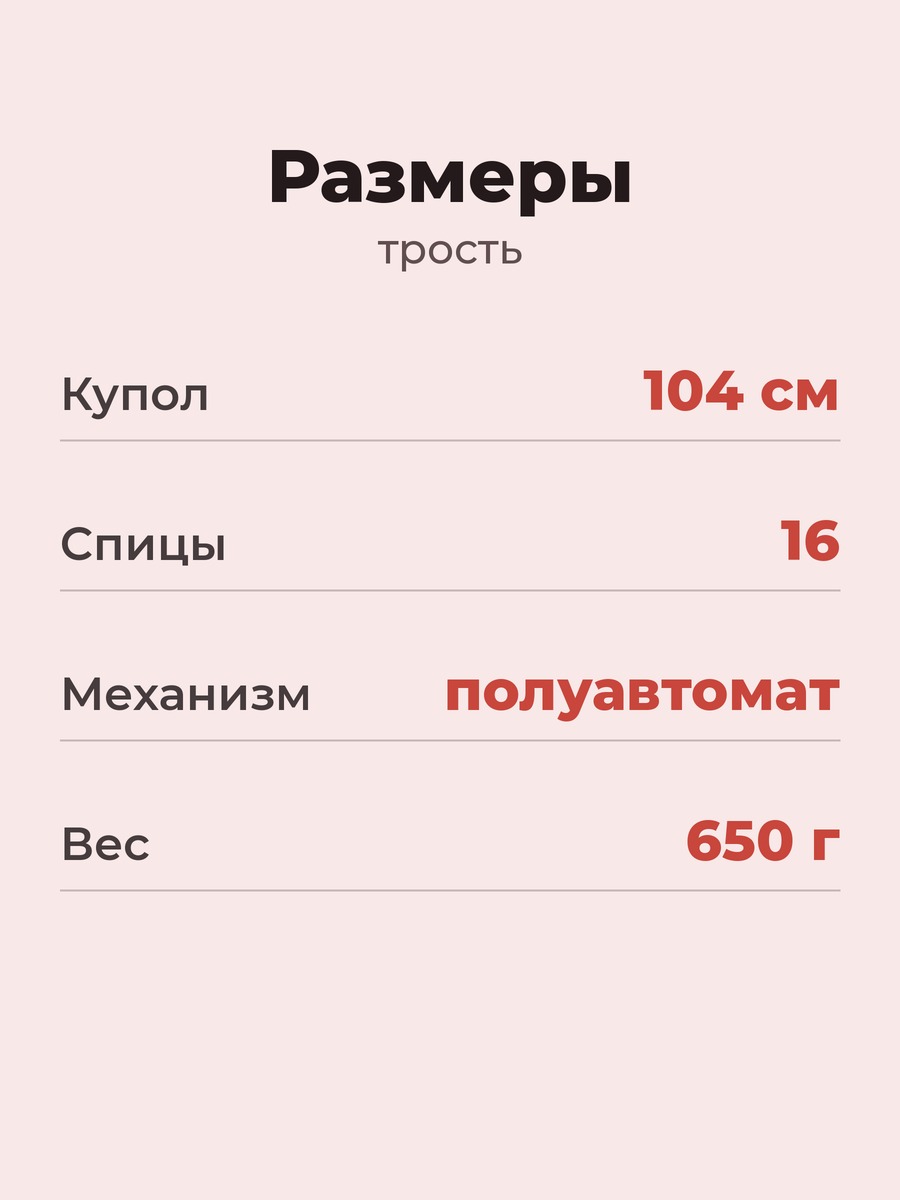 Размеры
трость
Купол 104 см
Спицы 16
Механизм полуавтомат
Вес 650 г